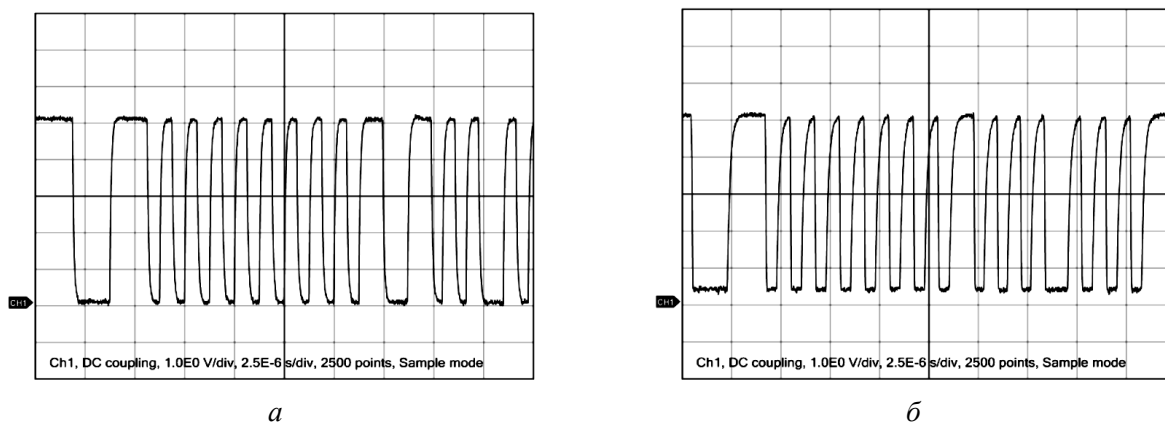 CH1
Ch1, DC coupling, 1.0E0 V/div, 2.5E-6 s/div, 2500 points, Sample mode
а
CH1
Ch1, DC coupling, 1.0E0 V/div, 2.5E-6 s/div, 2500 points, Sample mode
б